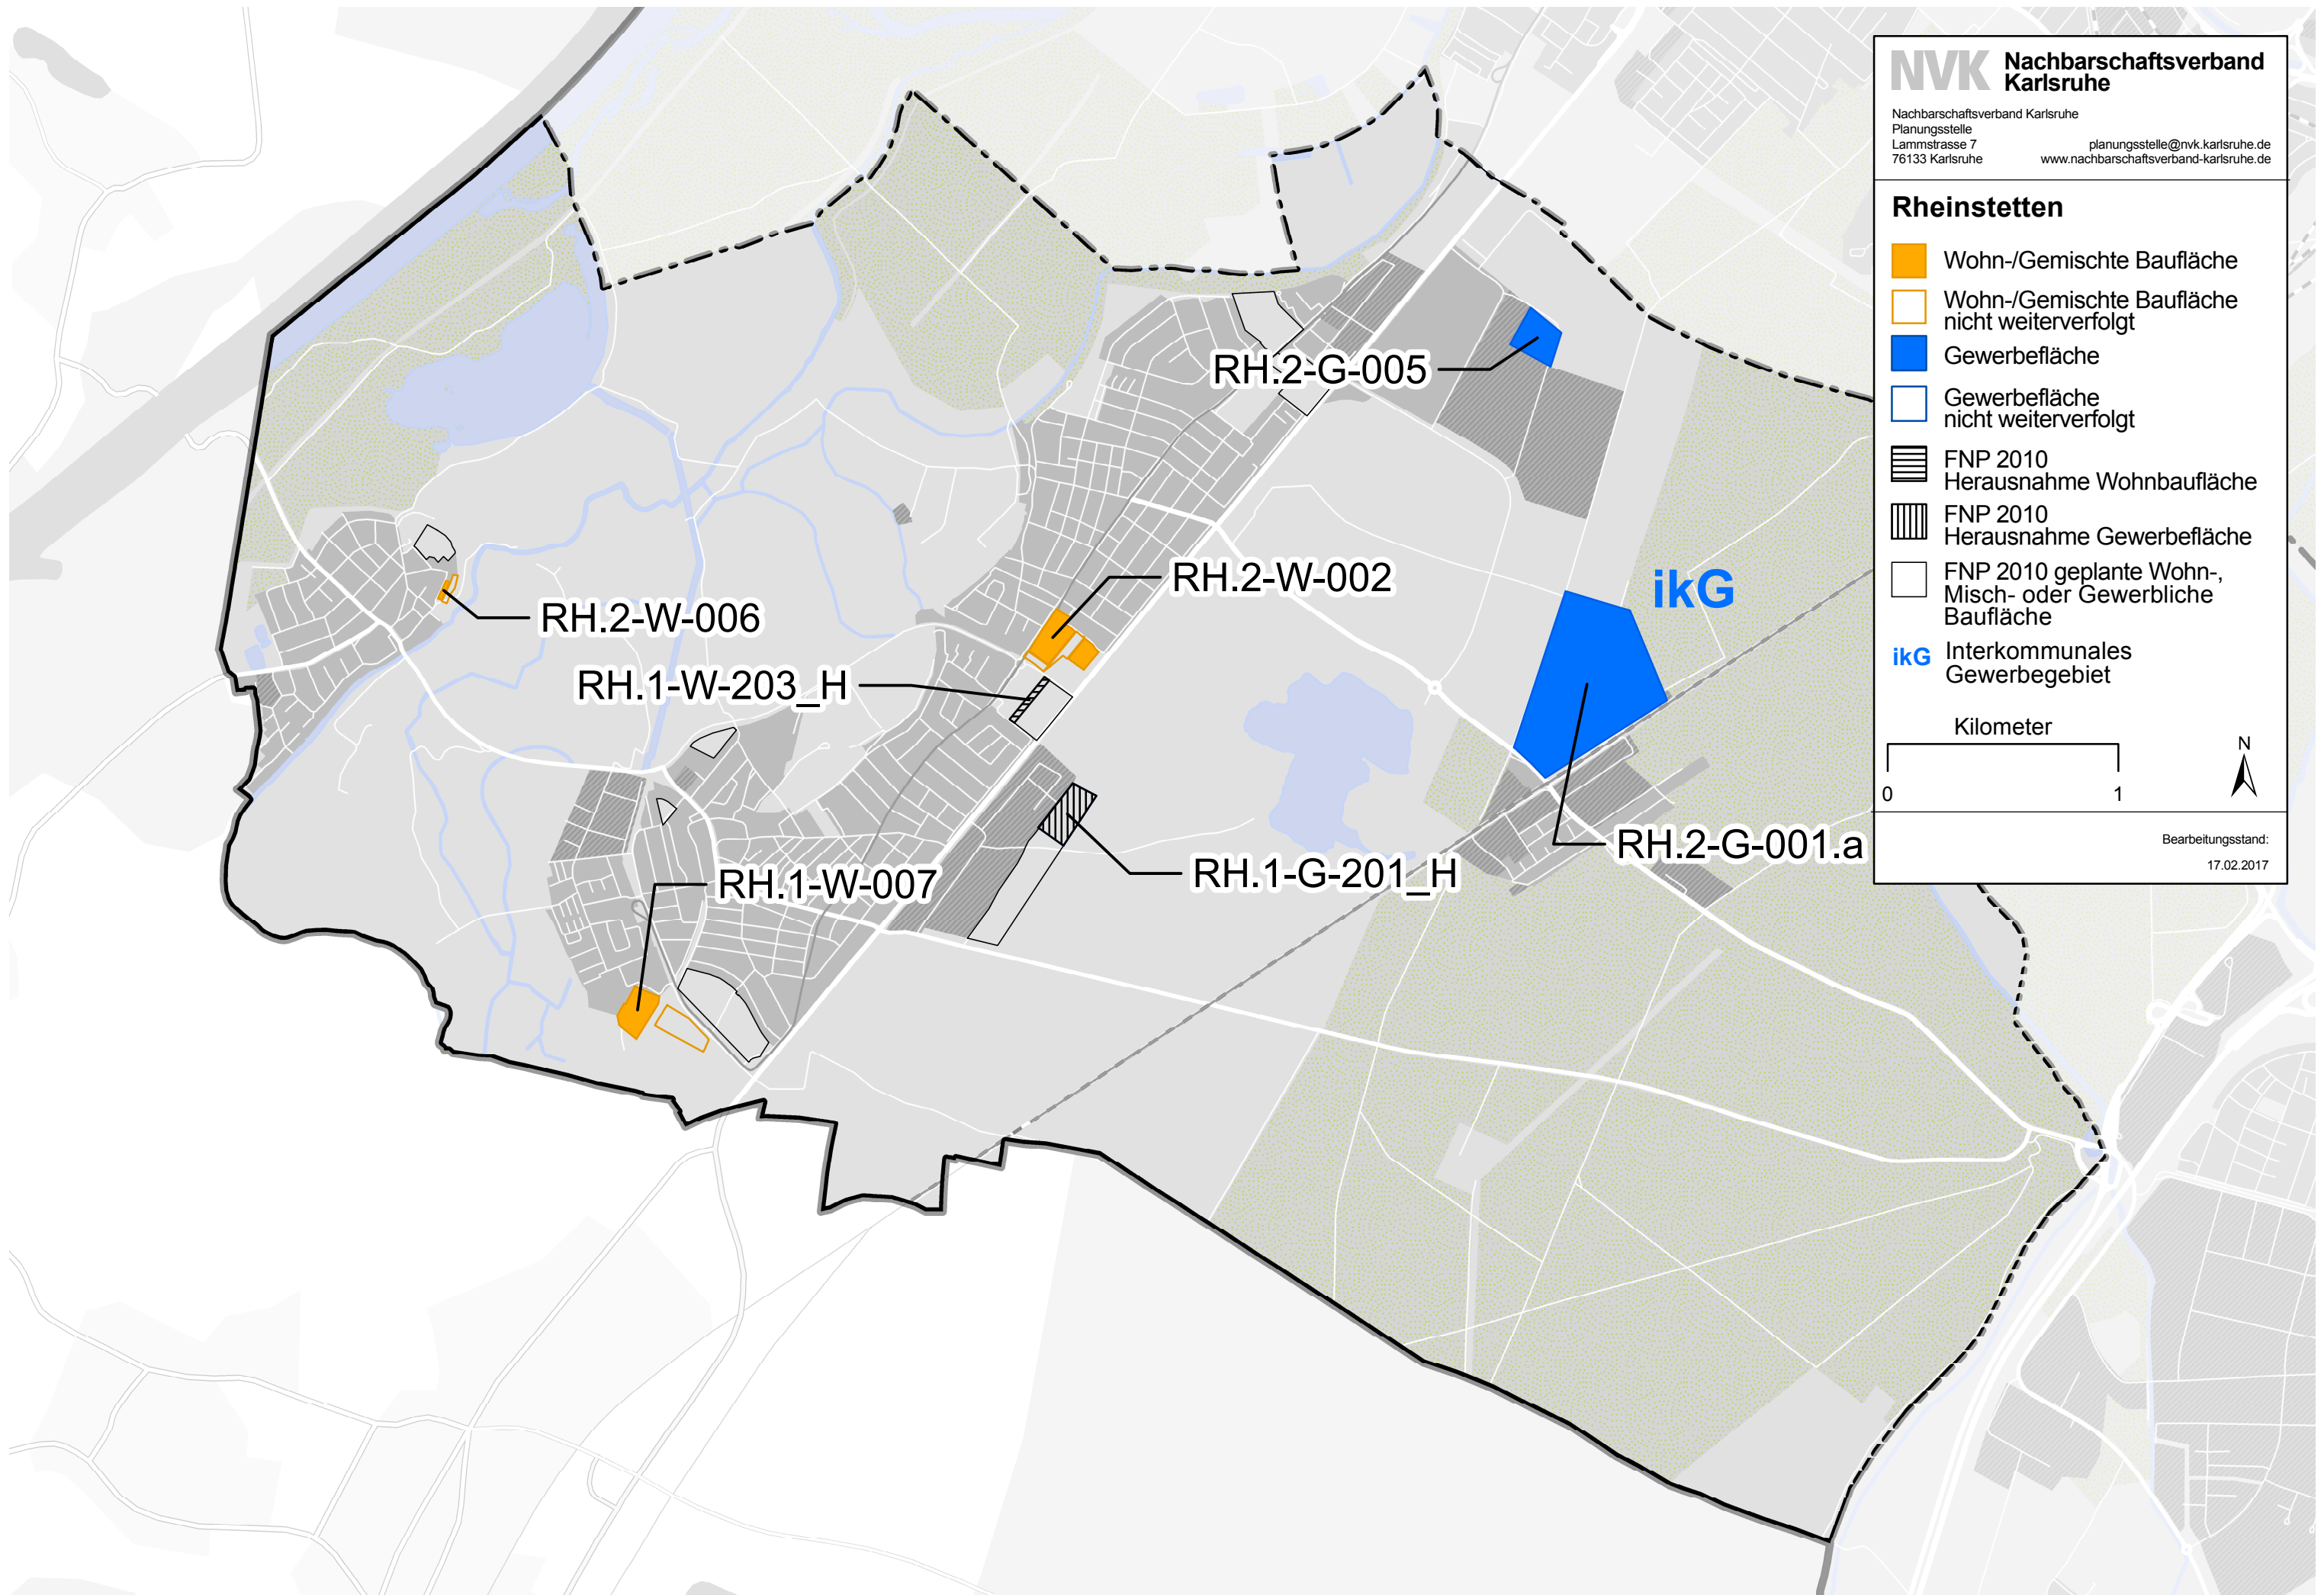 NVK Nachbarschaftsverband
Karlsruhe
Nachbarschaftsverband Karlsruhe
Planungsstelle
Lammstrasse 7 planungsstelle@nvk.karlsruhe.de
76133 Karlsruhe www.nachbarschaftsverband-karlsruhe.de
Rheinstetten
Wohn-/Gemischte Baufläche
Wohn-/Gemischte Baufläche
nicht weiterverfolgt
Gewerbefläche
Gewerbefläche
nicht weiterverfolgt
FNP 2010
Herausnahme Wohnbaufläche
FNP 2010
Herausnahme Gewerbefläche
FNP 2010 geplante Wohn-,
Misch- oder Gewerbliche
Baufläche
ikG Interkommunales
Gewerbegebiet
Kilometer
N
0 1
Bearbeitungsstand:
17.02.2017
RH.2-G-005
RH.2-W-002
ikG
RH.2-W-006
RH.1-W-203_H
RH.2-G-001.a
RH.1-G-201_H
RH.1-W-007